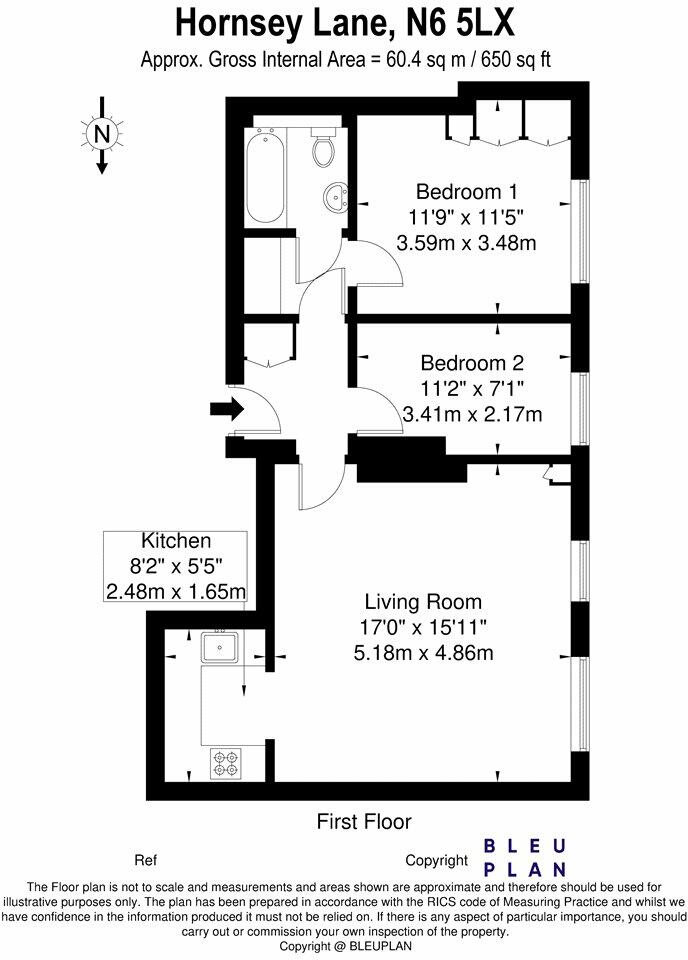 Hornsey Lane, N6 5LX
Approx. Gross Internal Area = 60.4 sq m / 650 sq ft
N
Bedroom 1
11'9" x 11'5"
3.59m x 3.48m
Bedroom 2
11'2" x 7'1"
3.41m x 2.17m
Kitchen
8'2" x 5'5"
2.48m x 1.65m
Living Room
17'0" x 15'11"
5.18m x 4.86m
First Floor
Ref
Copyright
BLEU
PLAN
The Floor plan is not to scale and measurements and areas shown are approximate and therefore should be used for
illustrative purposes only. The plan has been prepared in accordance with the RICS code of Measuring Practice and whilst we
have confidence in the information produced it must not be relied on. If there is any aspect of particular importance, you should
carry out or commission your own inspection of the property.
Copyright @ BLEUPLAN